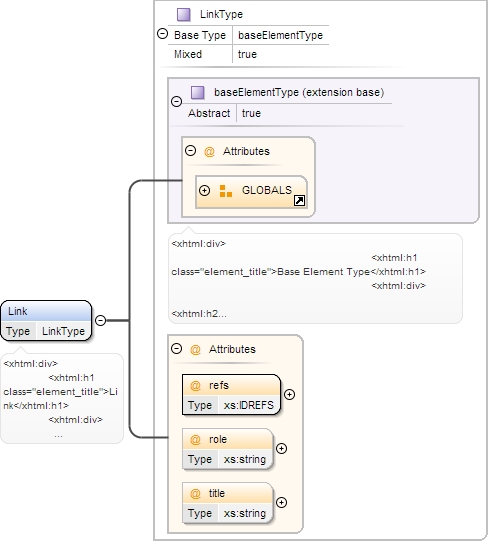 LinkType
Base Type baseElementType
Mixed true
baseElementType (extension base)
Abstract true
@ Attributes
GLOBALS
<xhtml:div>
<xhtml:h1
class="element_title">Base Element Type</xhtml:h1>
<xhtml:div>
<xhtml:h2...
Link
Type LinkType
<xhtml:div>
<xhtml:h1
class="element_title">Li
nk</xhtml:h1>
<xhtml:div>
...
@ Attributes
@ refs
Type xs:IDREFS
@ role
Type xs:string
@ title
Type xs:string